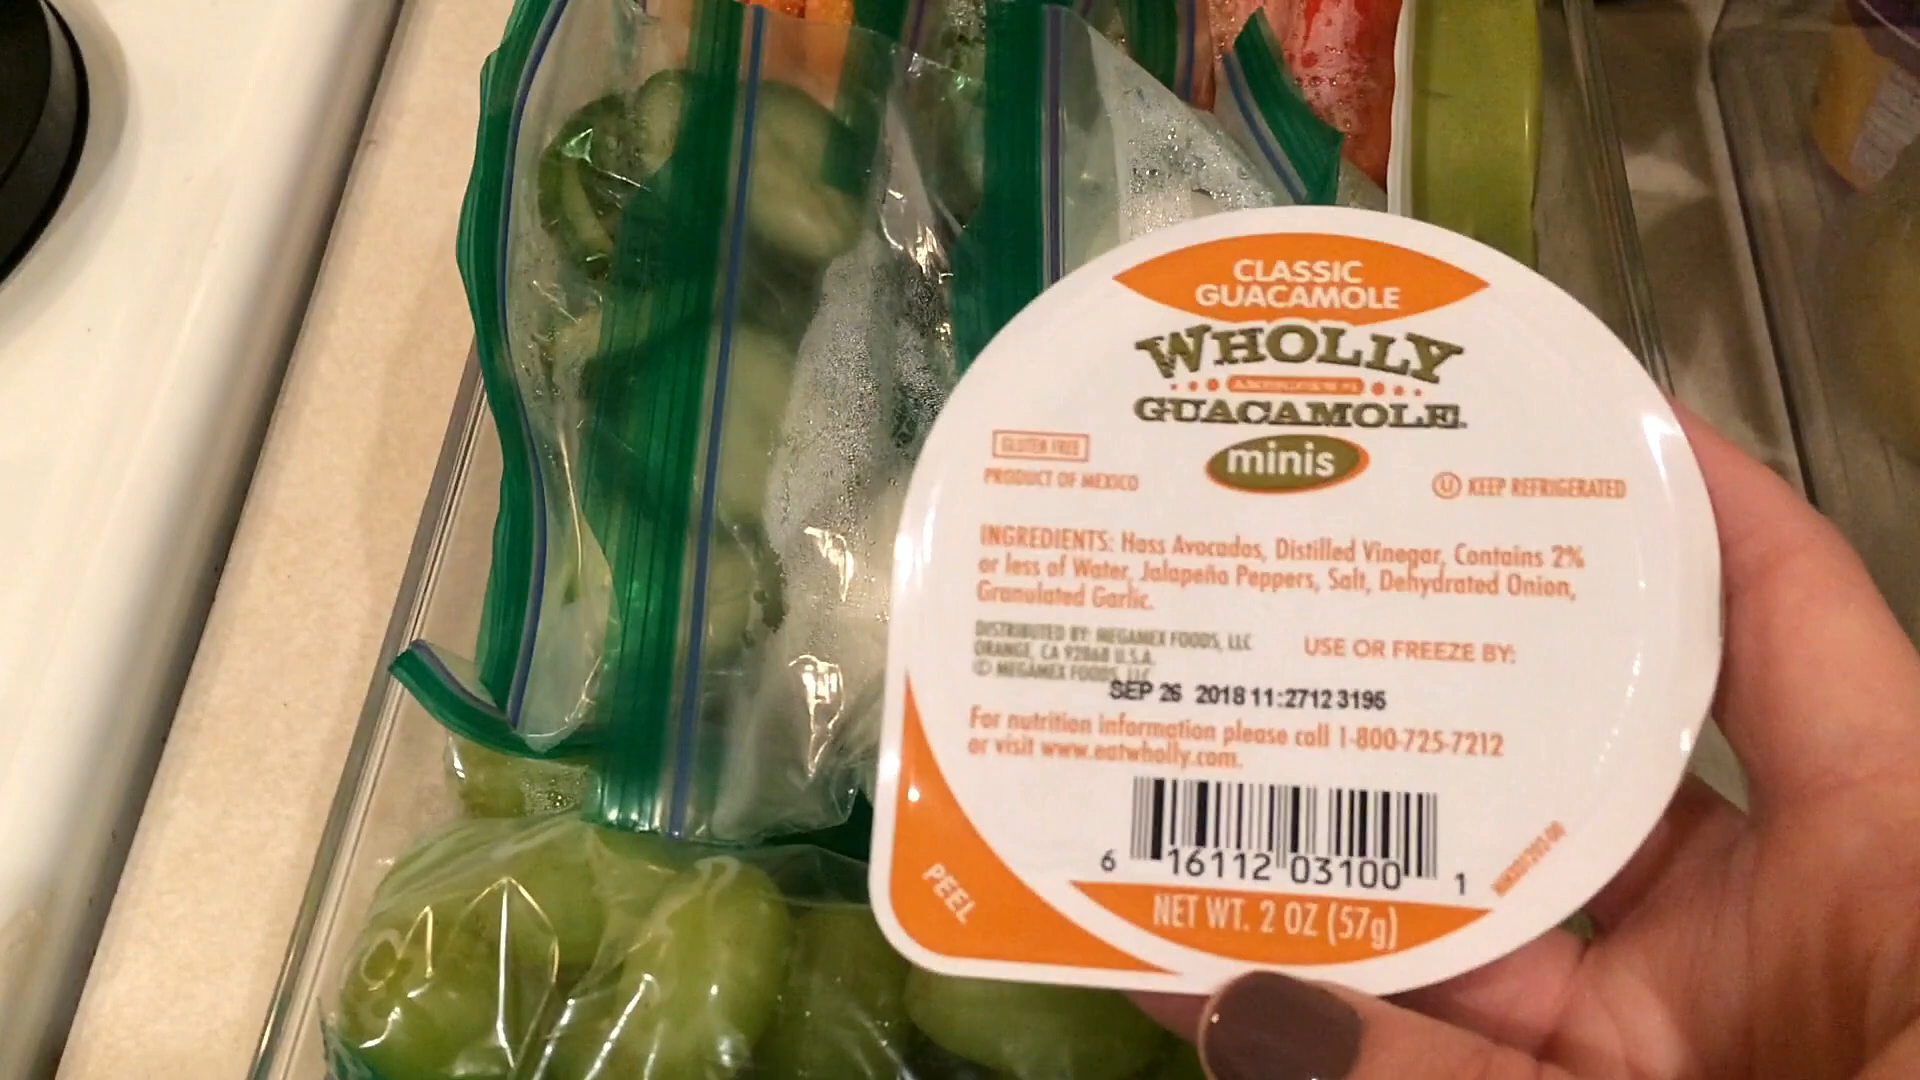 CLASSIC
GUACAMOLE
WHOLLY
AMERICA'S #1
GUACAMOLE
minis
GLUTEN FREE
PRODUCT OF MEXICO
U KEEP REFRIGERATED
INGREDIENTS: Hass Avocados, Distilled Vinegar, Contains 2%
or less of Water, Jalapeño Peppers, Salt, Dehydrated Onion,
Granulated Garlic.
DISTRIBUTED BY: MEGAMEX FOODS, LLC
ORANGE, CA 92868 U.S.A.
© MEGAMEX FOODS, LLC
USE OR FREEZE BY:
SEP 26 2018 11:2712 3195
For nutrition information please call 1-800-725-7212
or visit www.eatwholly.com.
6 16112 03100 1
PEEL
NET WT. 2 OZ (57g)